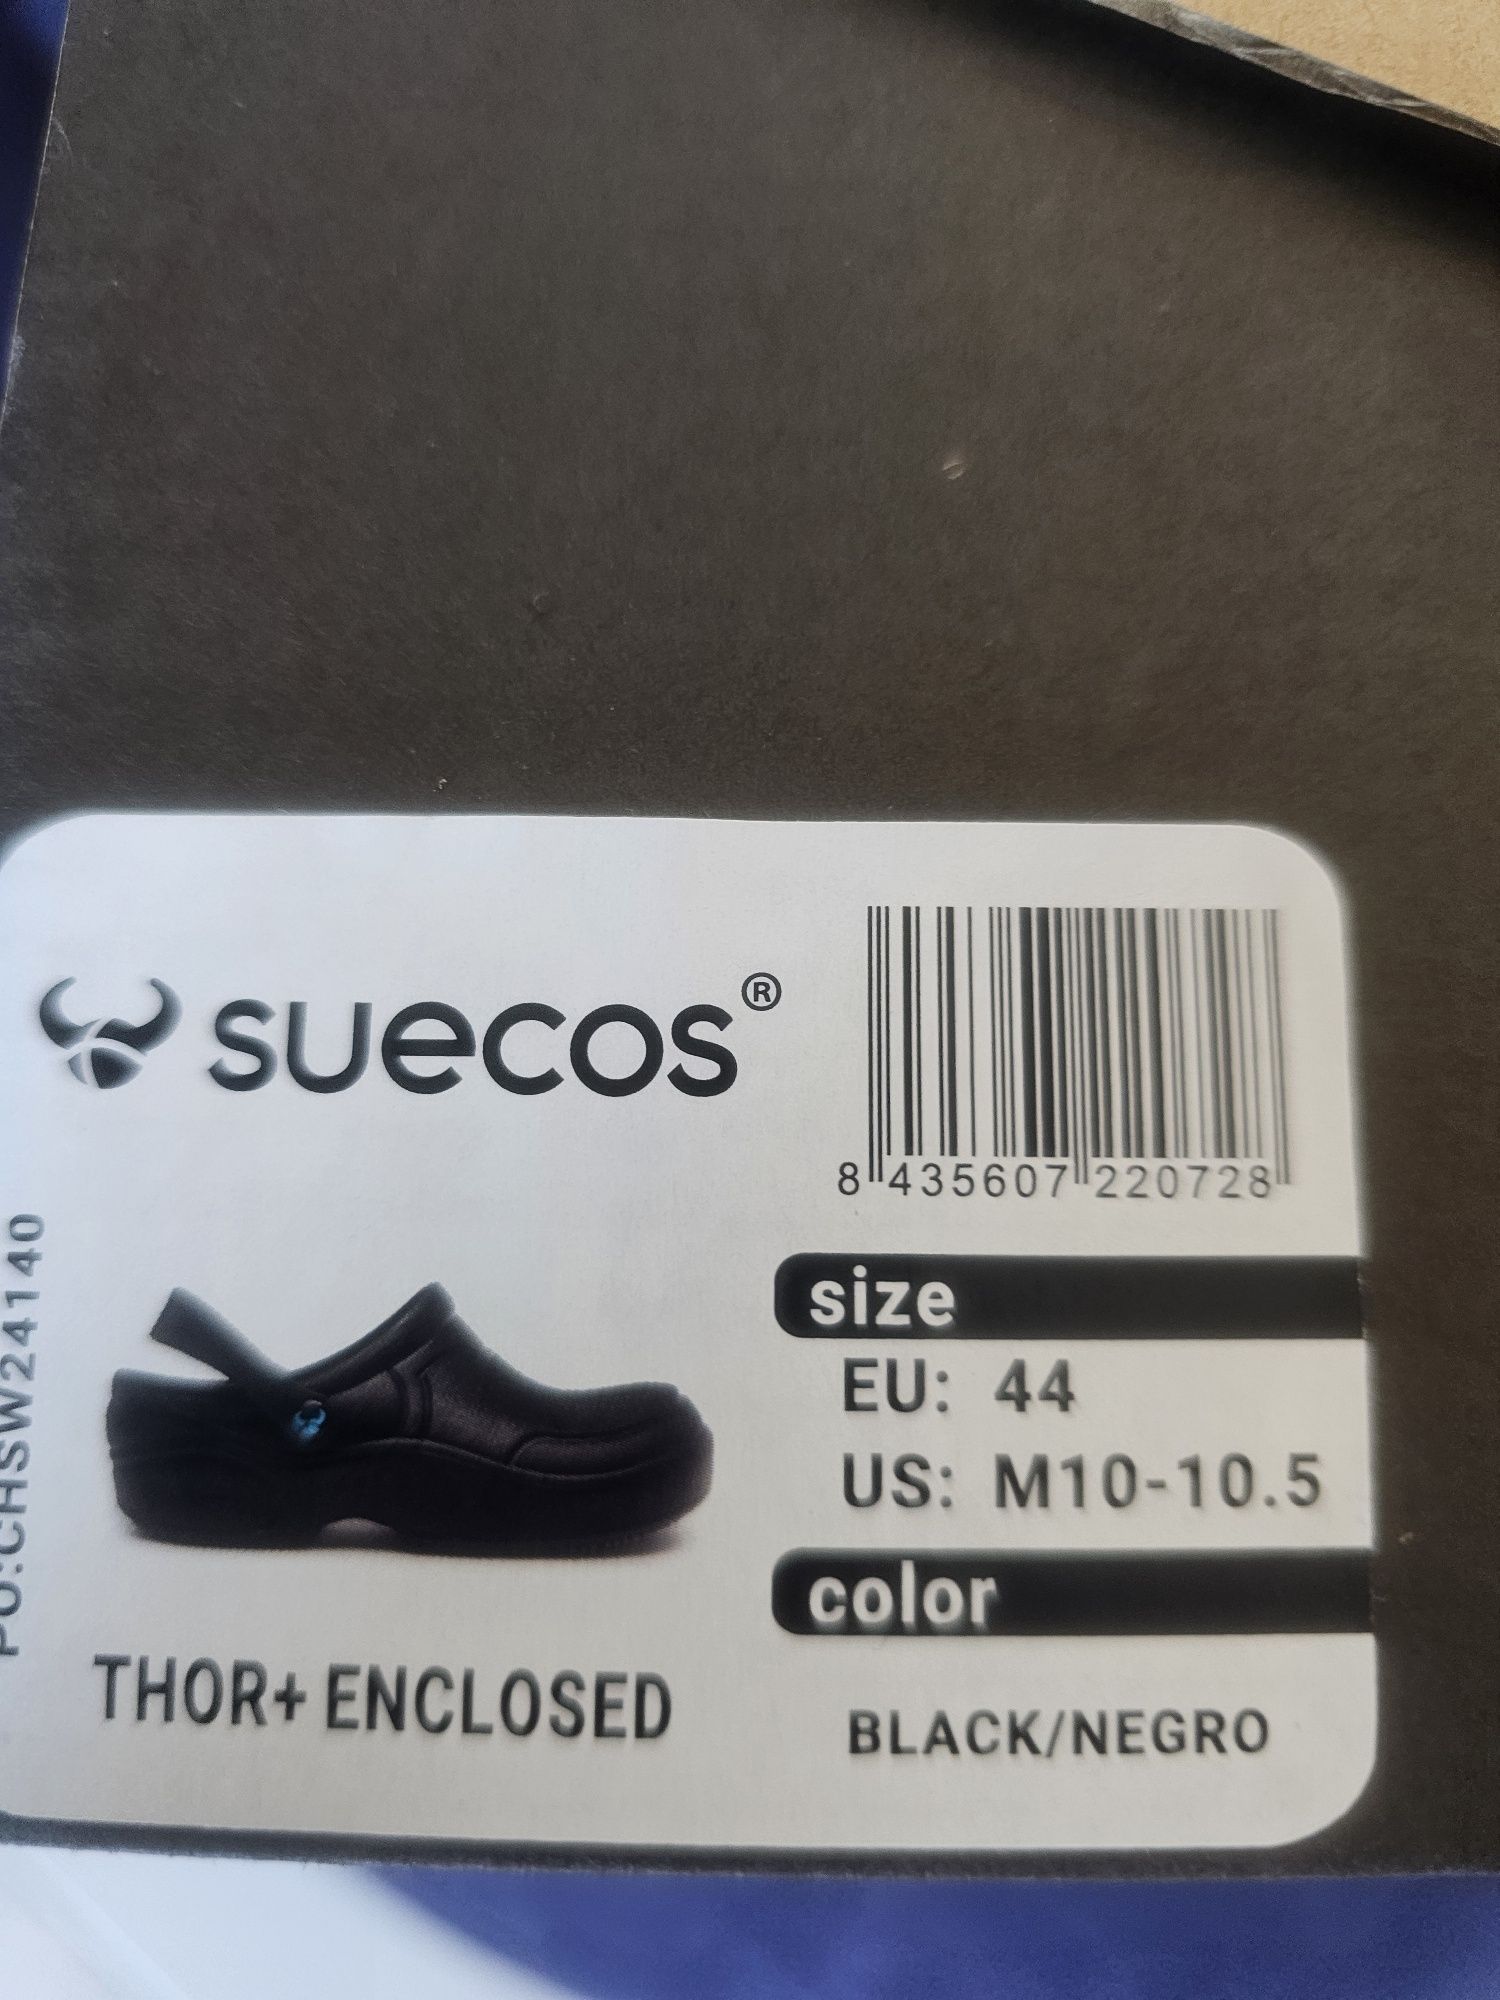 suecos®
8 435607 220728
PO:CHSW24140
size
EU: 44
US: M10-10.5
color
BLACK/NEGRO
THOR+ ENCLOSED